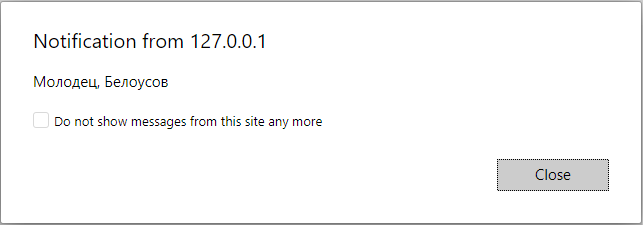 Notification from 127.0.0.1
Молодец, Белоусов
Do not show messages from this site any more
Close